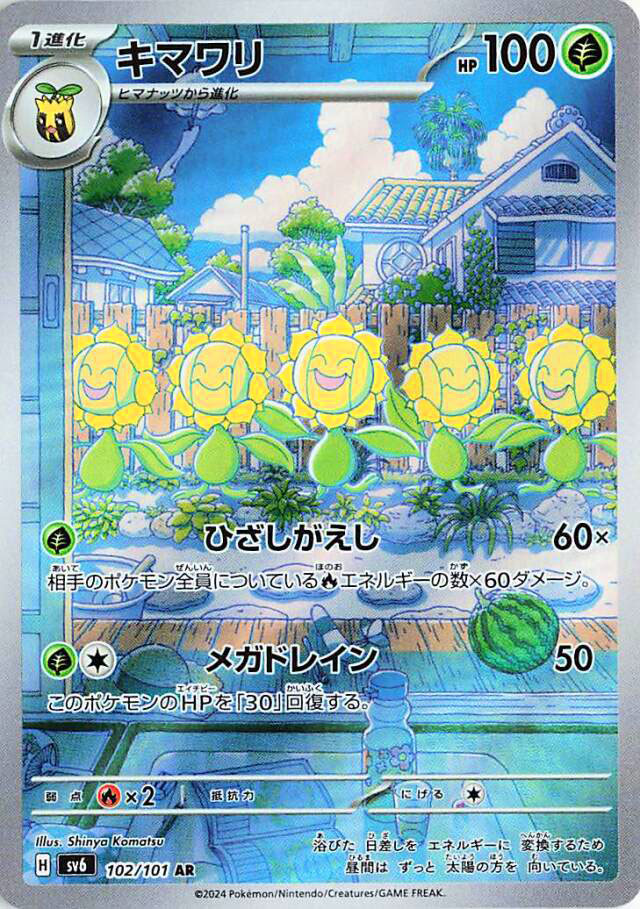 1進化
キマワリ
HP 100
ヒマナッツから進化
ひざしがえし 60×
相手のポケモン全員についているエネルギーの数×60ダメージ。
メガドレイン 50
このポケモンのHPを「30」回復する。
弱点 ×2 抵抗力 にげる
Illus. Shinya Komatsu
浴びた 日差しを エネルギーに 変換するため
昼間は ずっと 太陽の方を 向いている。
H sv6 102/101 AR
©2024 Pokémon/Nintendo/Creatures/GAME FREAK.